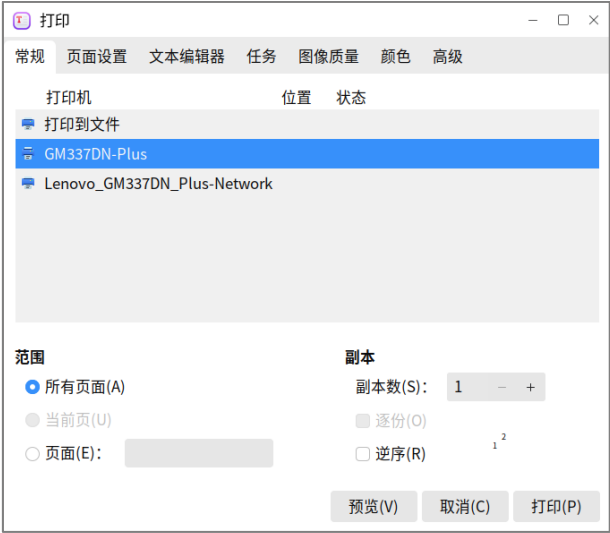 打印
常规 页面设置 文本编辑器 任务 图像质量 颜色 高级
打印机 位置 状态
打印到文件
GM337DN-Plus
Lenovo_GM337DN_Plus-Network
范围 副本
所有页面(A) 副本数(S): 1 − +
当前页(U) 逐份(O)
页面(E): 逆序(R) 1 2
预览(V) 取消(C) 打印(P)